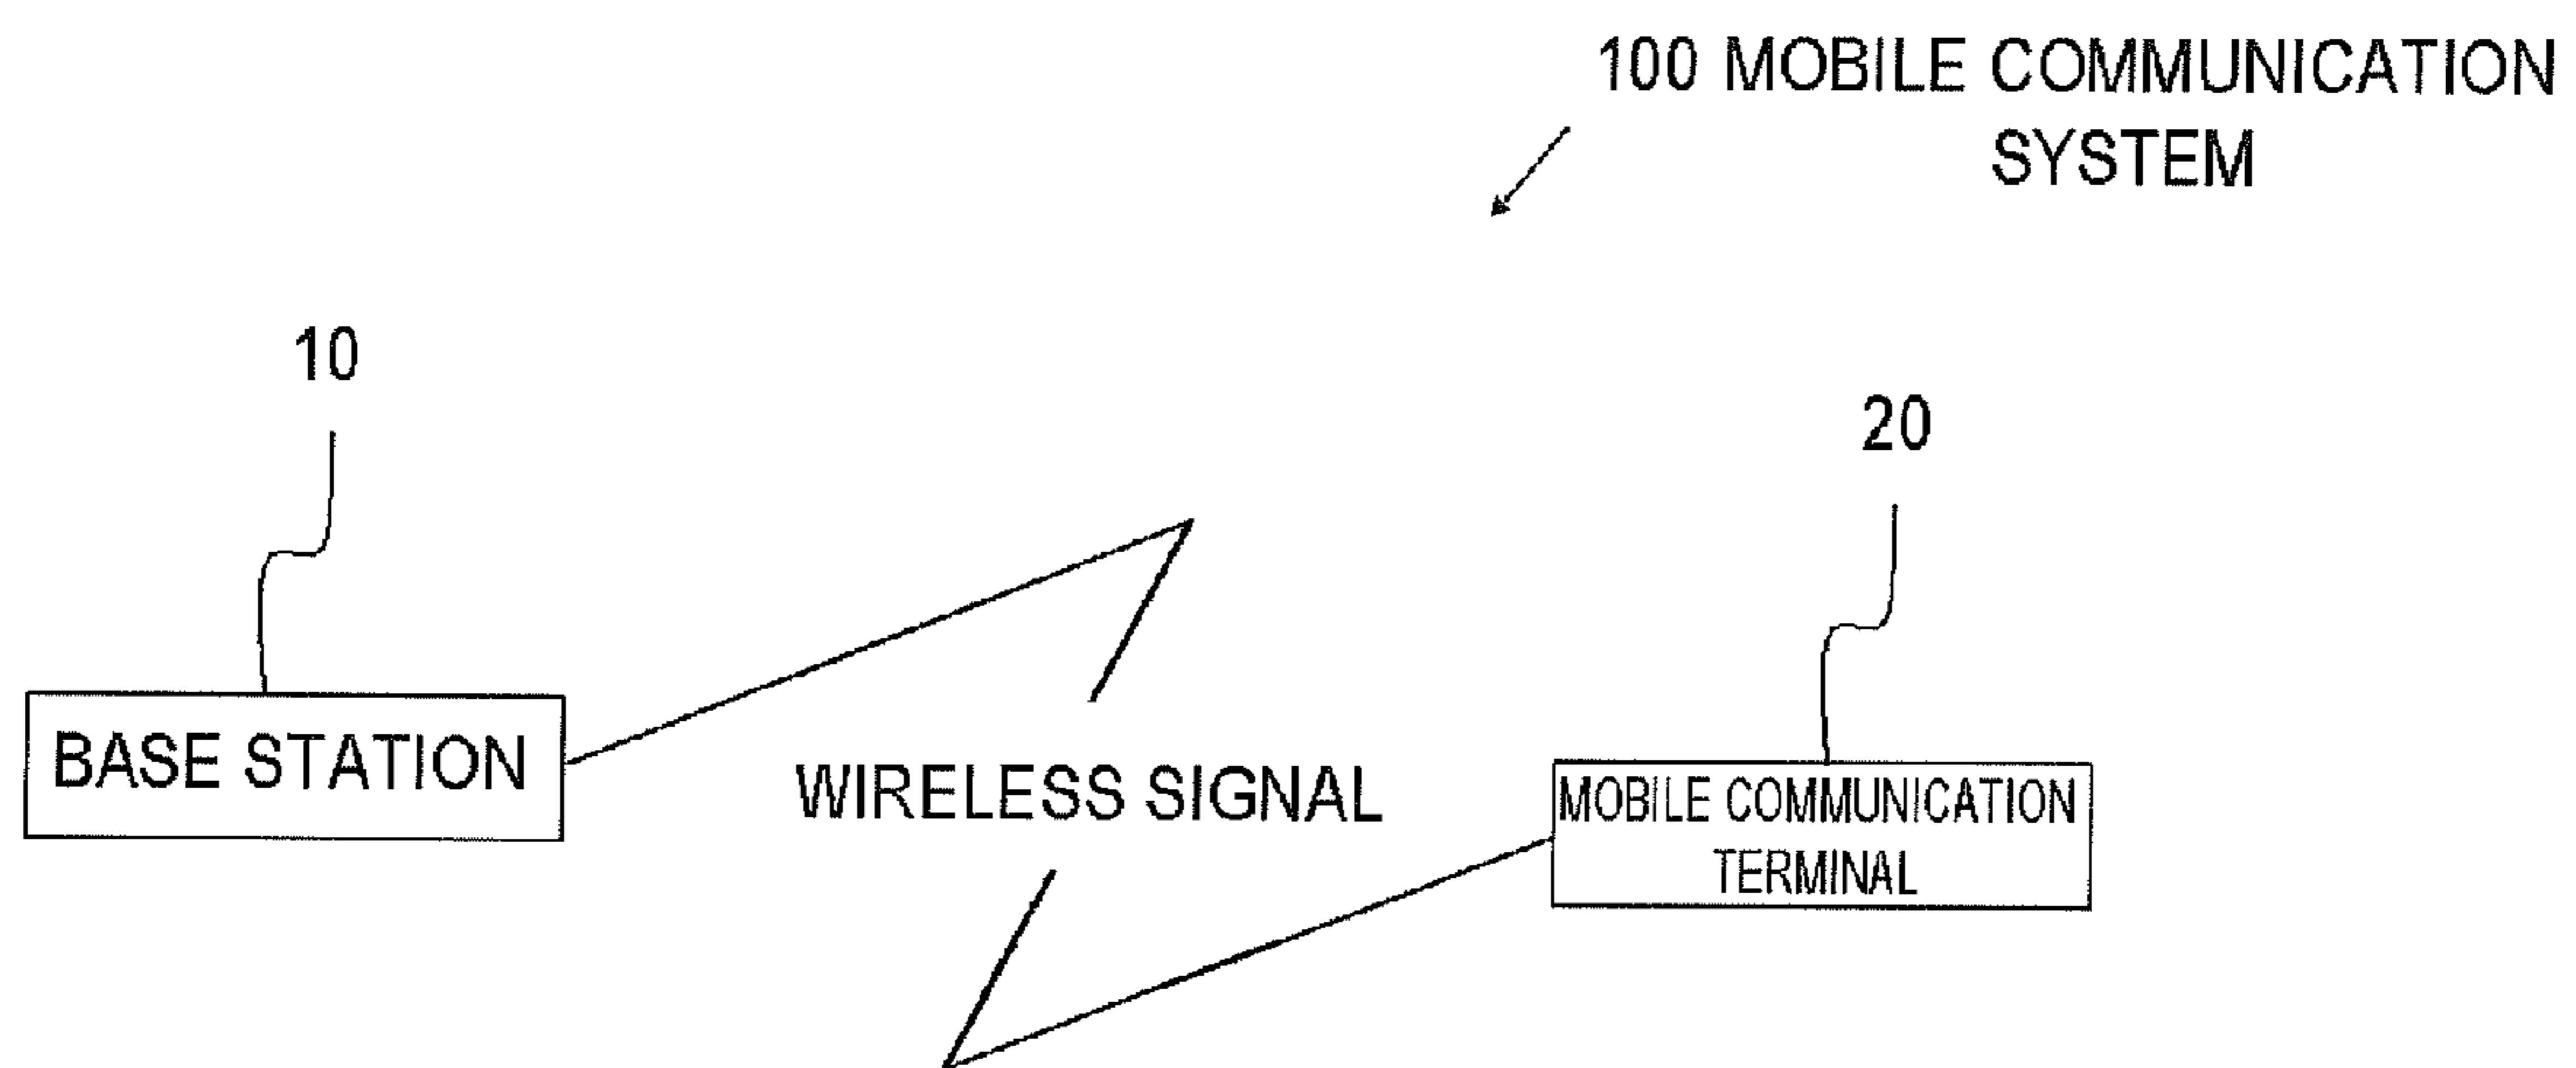 100 MOBILE COMMUNICATION
SYSTEM
10
20
BASE STATION
WIRELESS SIGNAL
MOBILE COMMUNICATION
TERMINAL